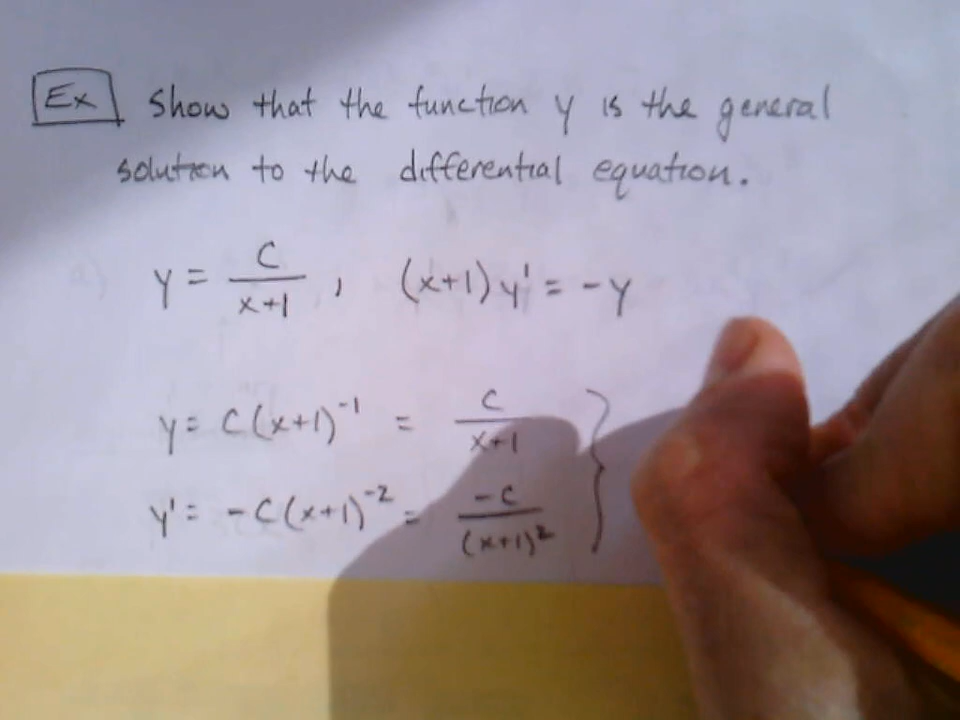 Ex Show that the function y is the general
solution to the differential equation.
y = C/(x+1) , (x+1) y' = -y
y = C(x+1)^-1 = C/(x+1)
y' = -C(x+1)^-2 = -C/(x+1)^2